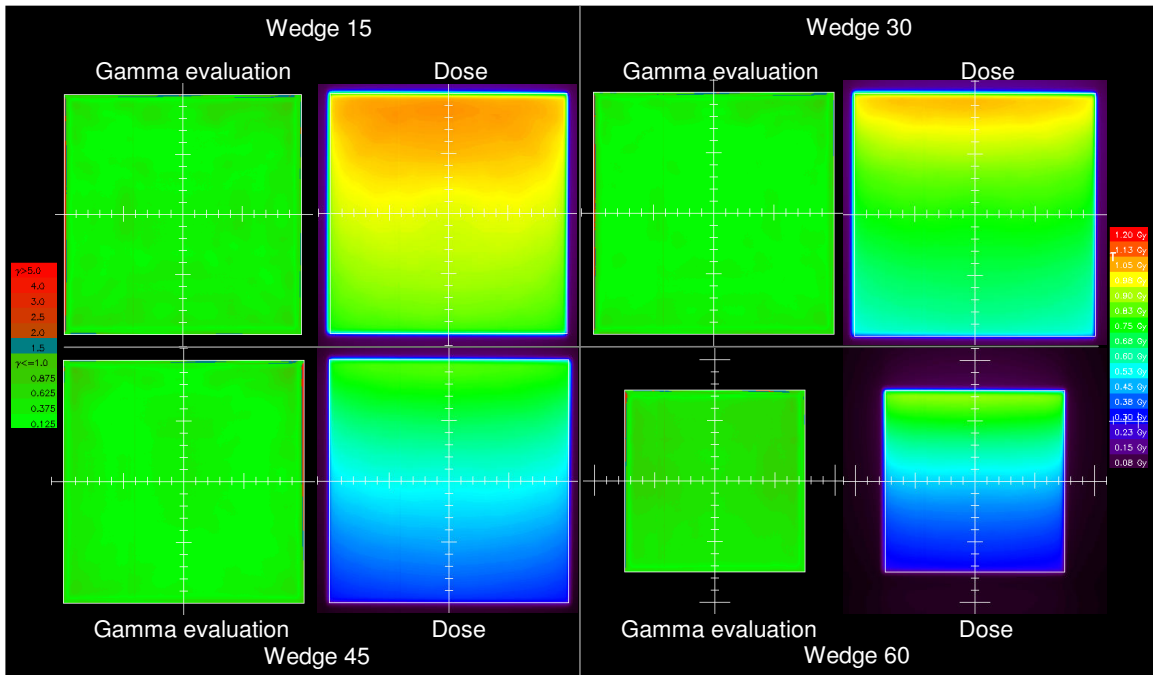 Wedge 15
Wedge 30
Gamma evaluation
Dose
Gamma evaluation
Dose
γ>5.0
4.0
3.0
2.5
2.0
1.5
γ<=1.0
0.875
0.625
0.375
0.125
1.20 Gy
1.13 Gy
T
1.05 Gy
0.98 Gy
0.90 Gy
0.83 Gy
0.75 Gy
0.68 Gy
0.60 Gy
0.53 Gy
0.45 Gy
0.38 Gy
0.30 Gy
0.23 Gy
0.15 Gy
0.08 Gy
Gamma evaluation
Dose
Gamma evaluation
Dose
Wedge 45
Wedge 60